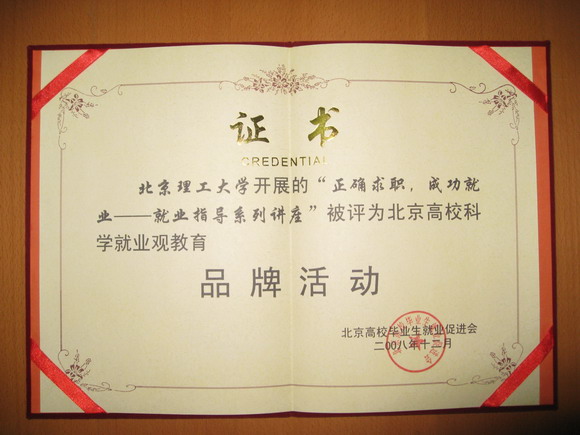 证书
CREDENTIAL
北京理工大学开展的“正确求职，成功就
业——就业指导系列讲座”被评为北京高校科
学就业观教育
品牌活动
北京高校毕业生就业促进会
二00八年十二月